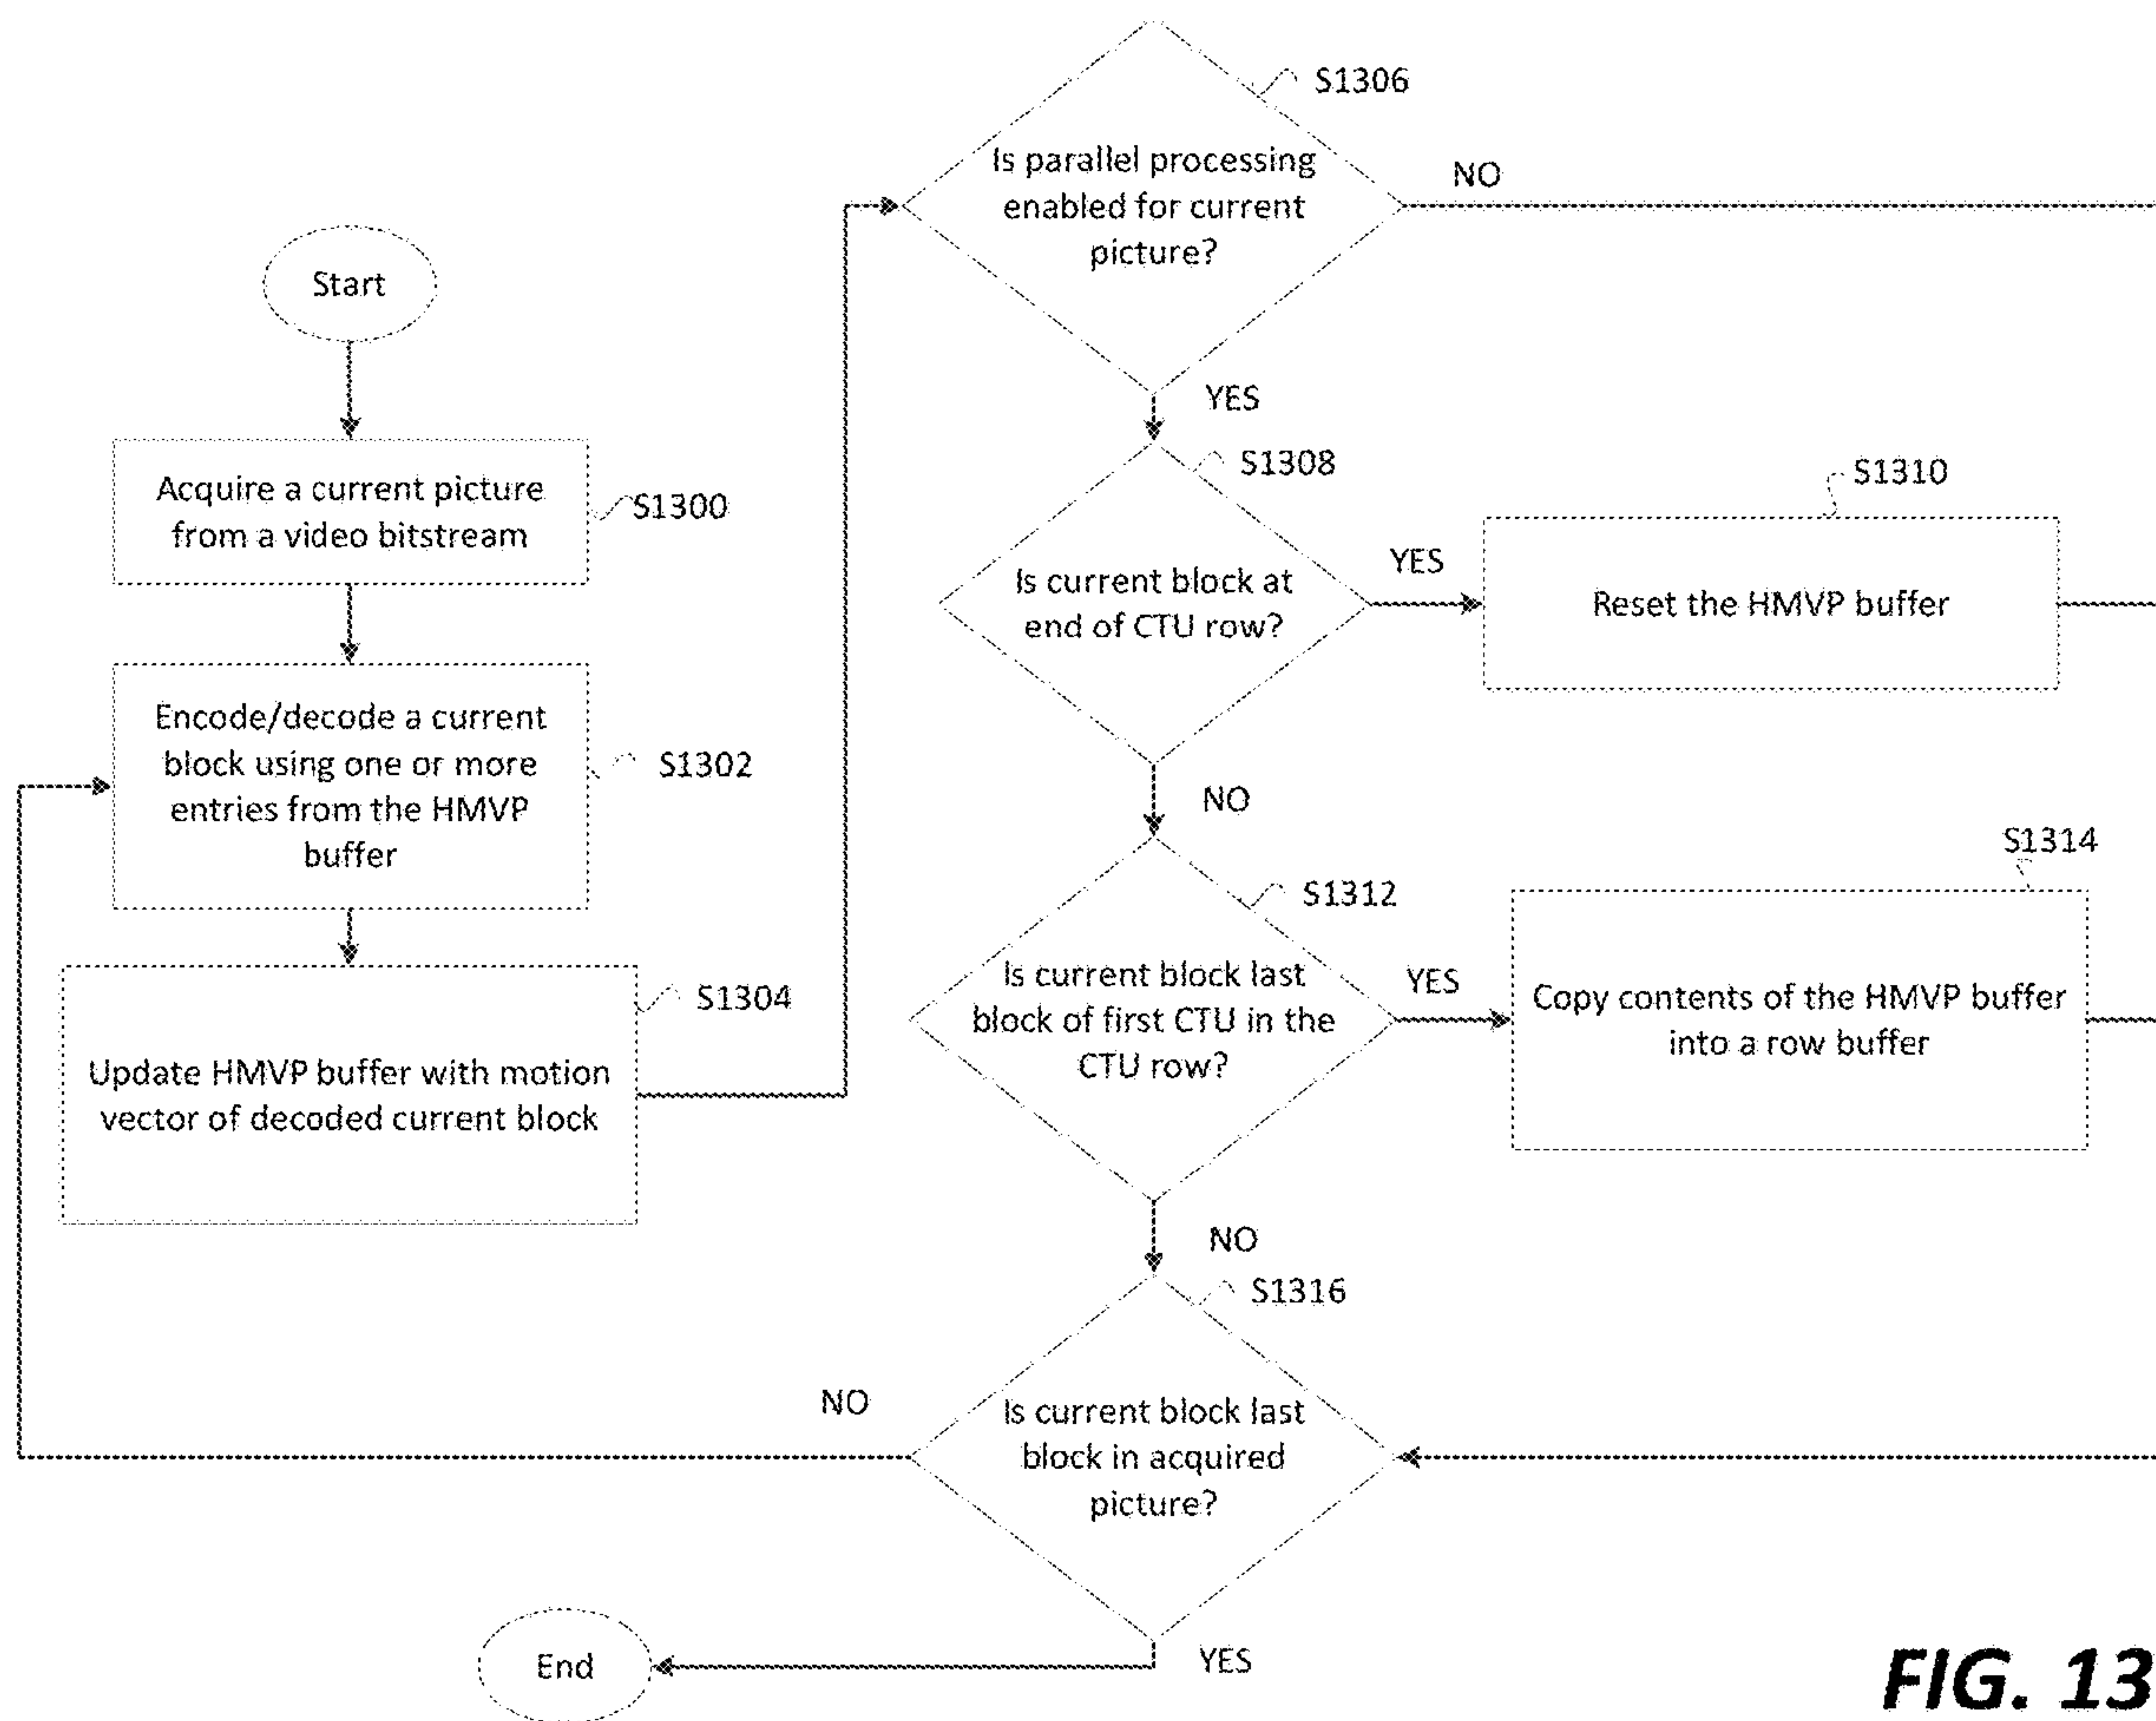 Start
Acquire a current picture
from a video bitstream
S1300
Encode/decode a current
block using one or more
entries from the HMVP
buffer
S1302
Update HMVP buffer with motion
vector of decoded current block
S1304
Is parallel processing
enabled for current
picture?
S1306
NO
YES
Is current block at
end of CTU row?
S1308
YES
Reset the HMVP buffer
S1310
NO
Is current block last
block of first CTU in the
CTU row?
S1312
YES
Copy contents of the HMVP buffer
into a row buffer
S1314
NO
Is current block last
block in acquired
picture?
S1316
NO
YES
End
FIG. 13